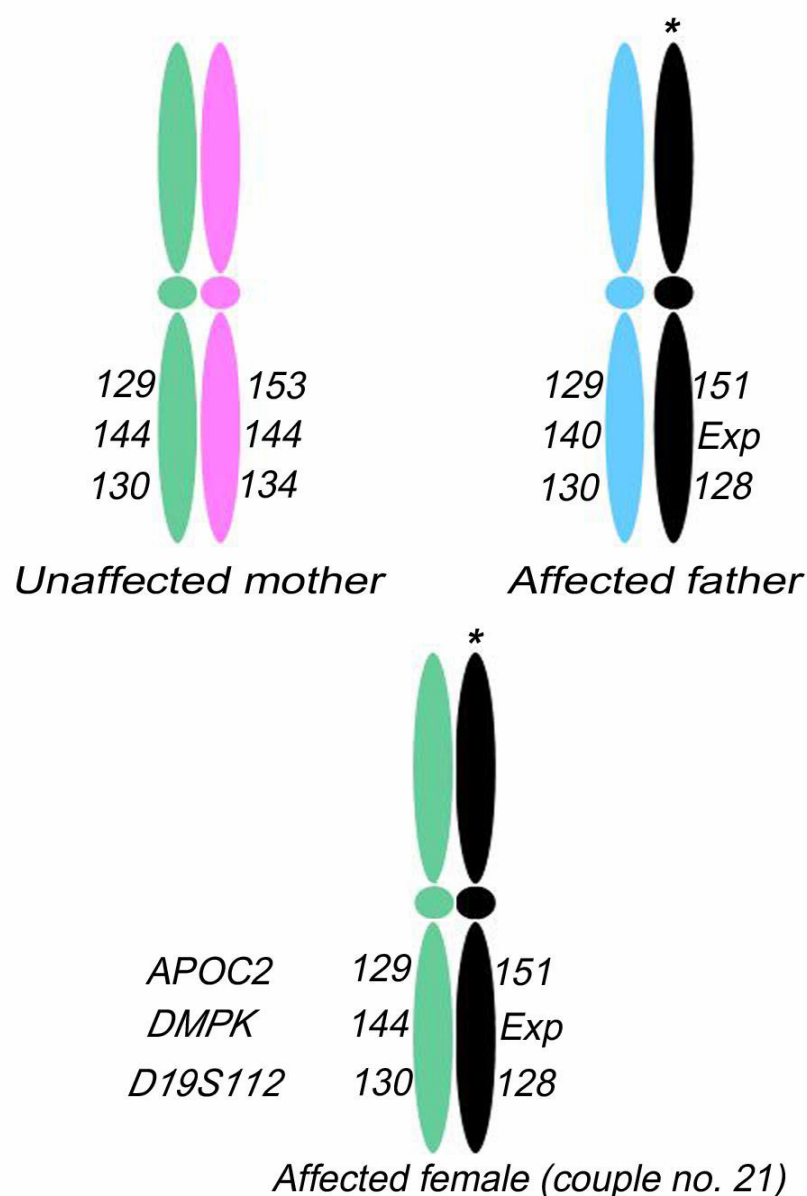 *
129 153 129 151
144 144 140 Exp
130 134 130 128
Unaffected mother Affected father
*
APOC2 129 151
DMPK 144 Exp
D19S112 130 128
Affected female (couple no. 21)